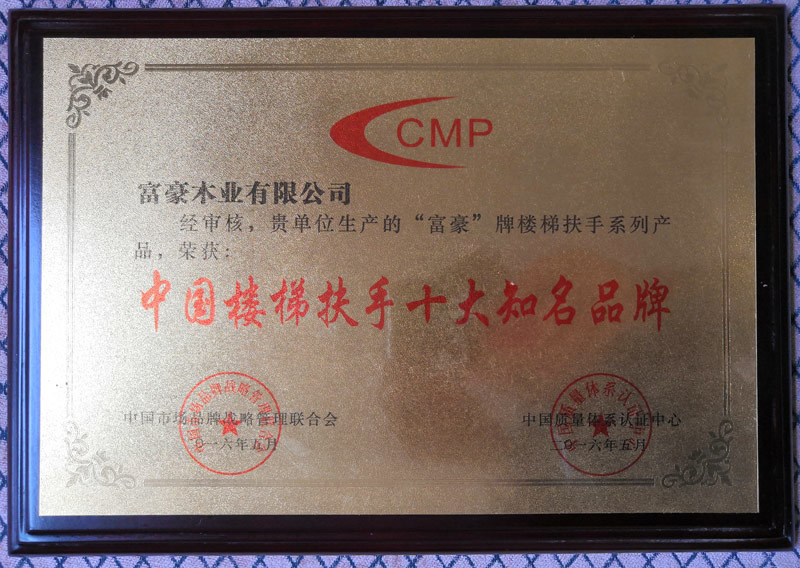 CMP
富豪木业有限公司
经审核，贵单位生产的“富豪”牌楼梯扶手系列产
品，荣获：
中国楼梯扶手十大知名品牌
中国市场品牌战略管理联合会
中国质量体系认证中心
二〇一六年五月
二〇一六年五月